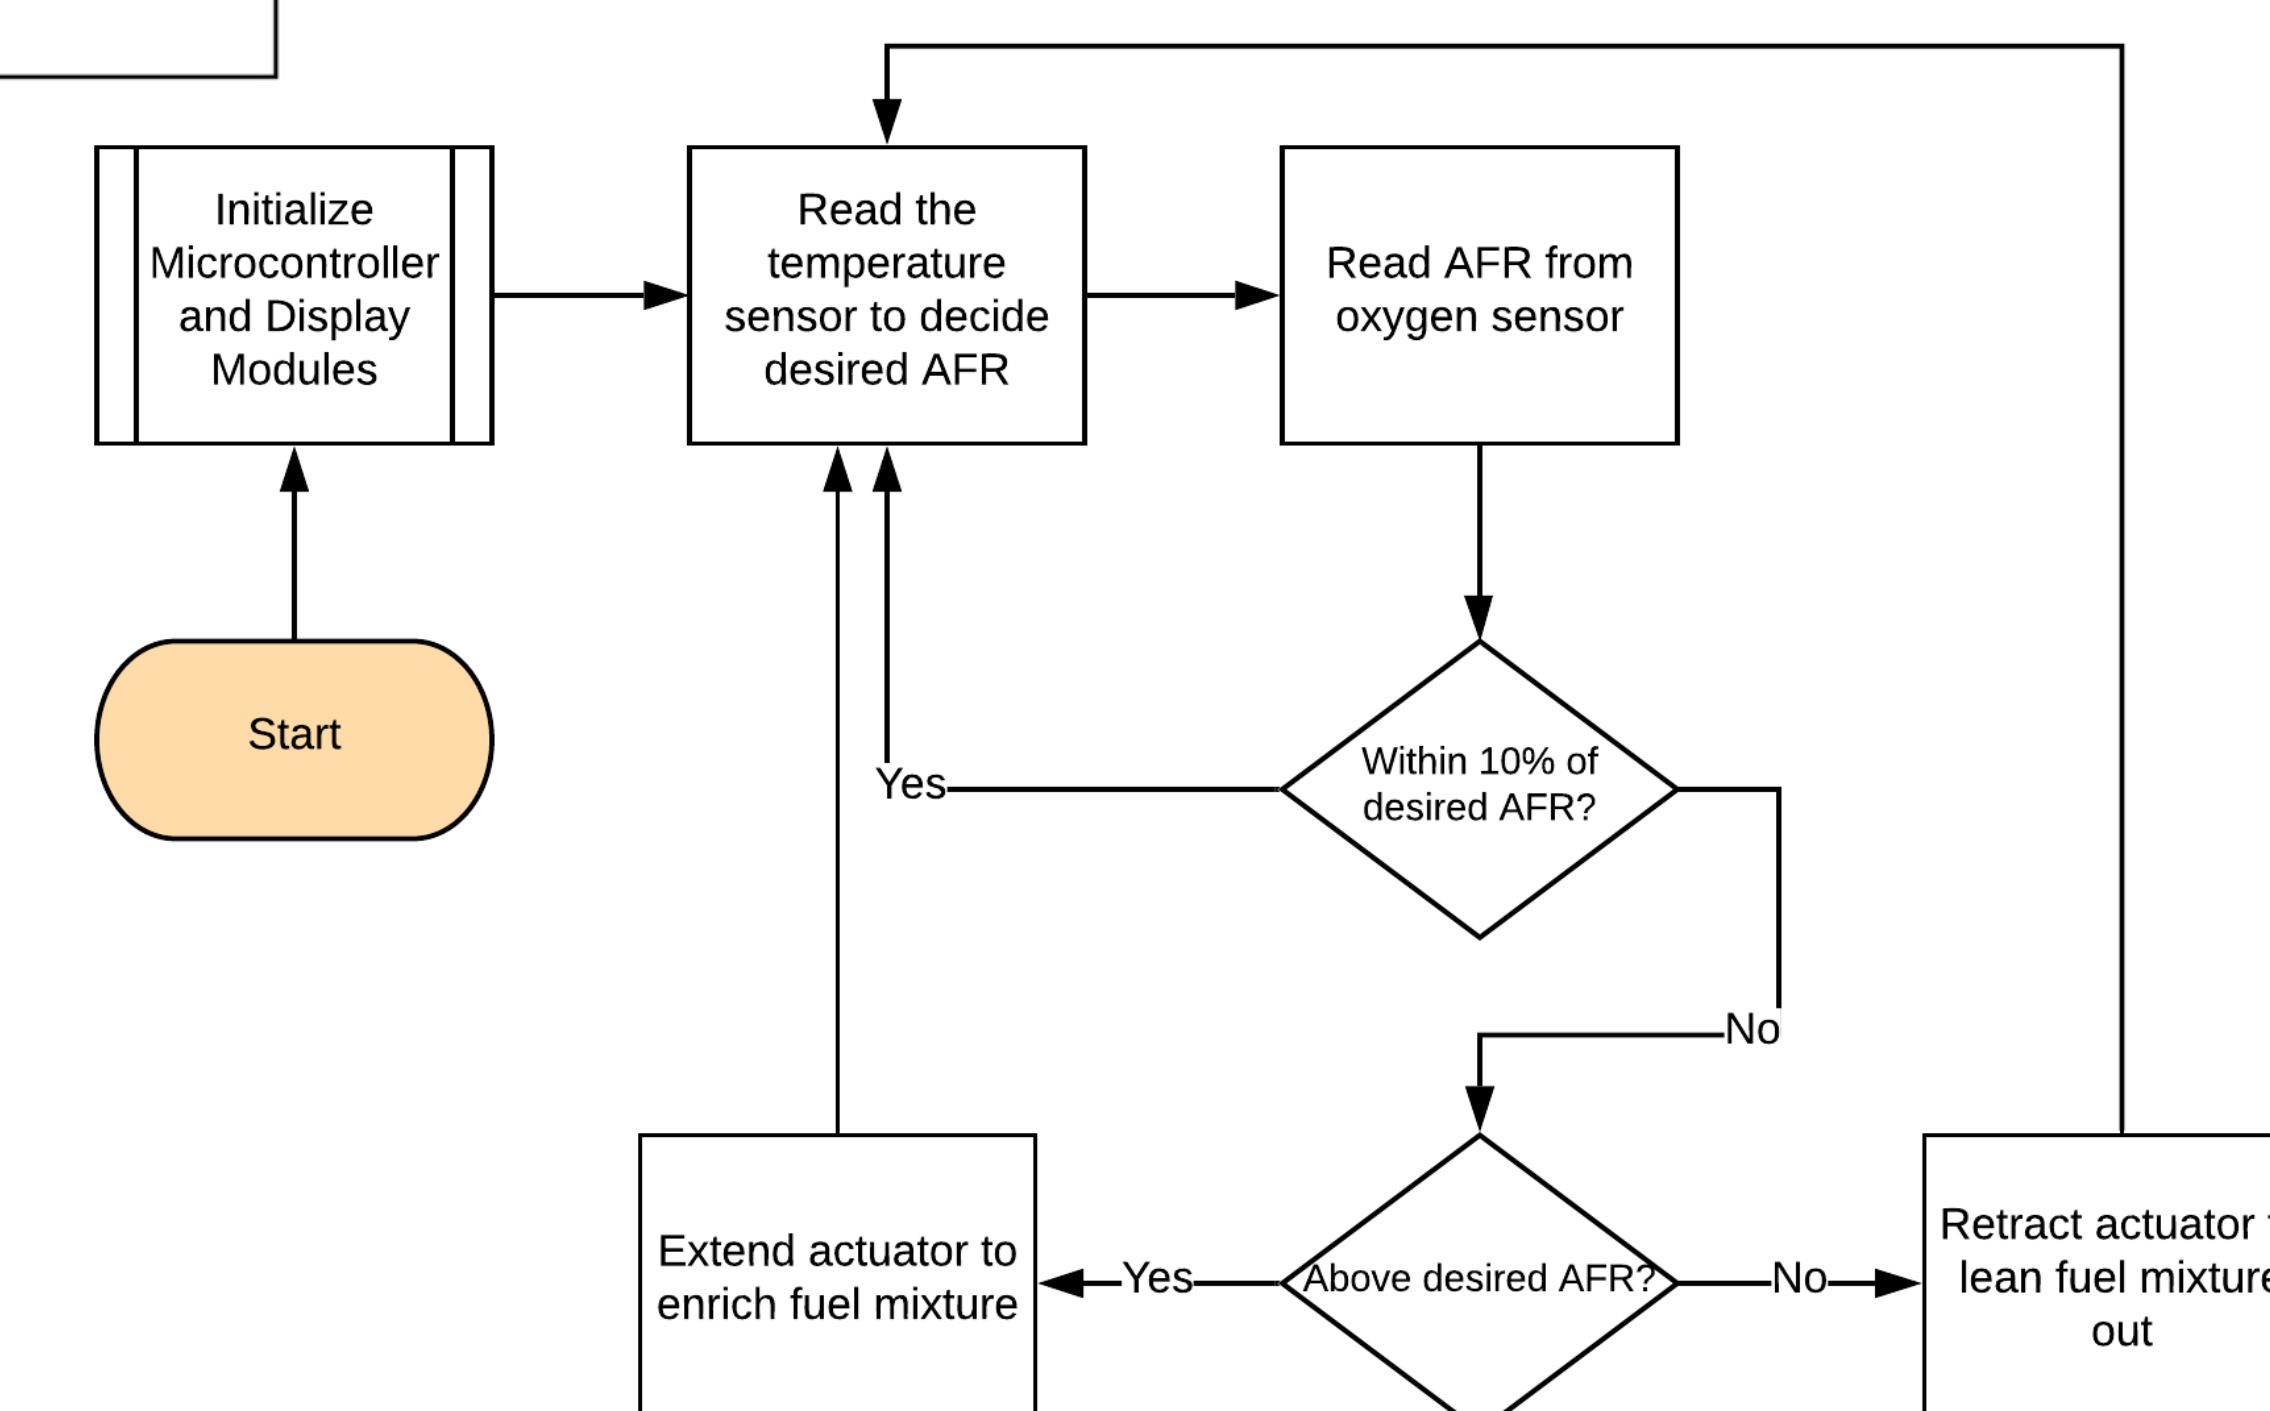 Initialize
Microcontroller
and Display
Modules
Read the
temperature
sensor to decide
desired AFR
Read AFR from
oxygen sensor
Start
Within 10% of
desired AFR?
Yes
No
Extend actuator to
enrich fuel mixture
Yes
Above desired AFR?
No
Retract actuator
lean fuel mixture
out